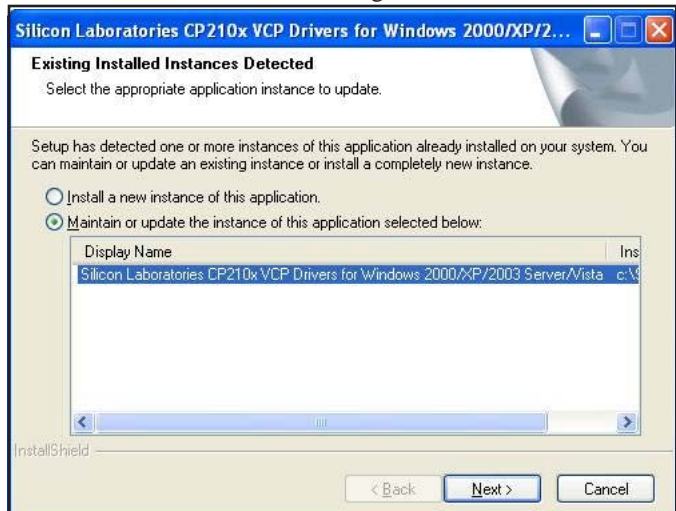 Silicon Laboratories CP210x VCP Drivers for Windows 2000/XP/2...
Existing Installed Instances Detected
Select the appropriate application instance to update.
Setup has detected one or more instances of this application already installed on your system. You
can maintain or update an existing instance or install a completely new instance.
Install a new instance of this application.
Maintain or update the instance of this application selected below:
Display Name Ins
Silicon Laboratories CP210x VCP Drivers for Windows 2000/XP/2003 Server/Vista c:\
InstallShield
< Back Next > Cancel